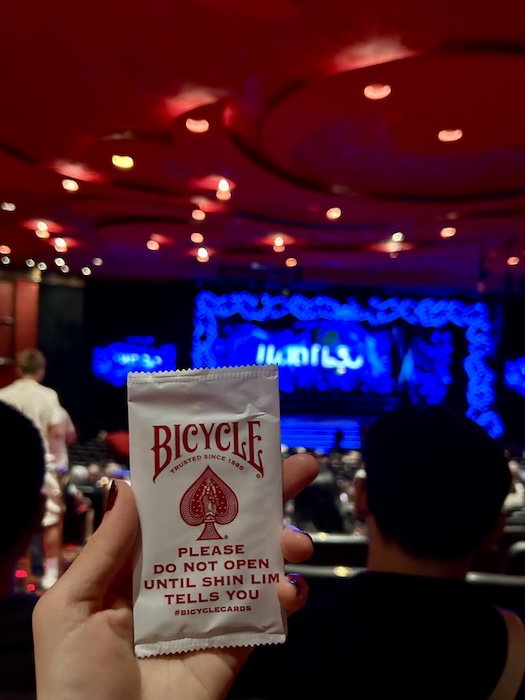 BICYCLE
TRUSTED SINCE 1885
PLEASE
DO NOT OPEN
UNTIL SHIN LIM
TELLS YOU
#BICYCLECARDS